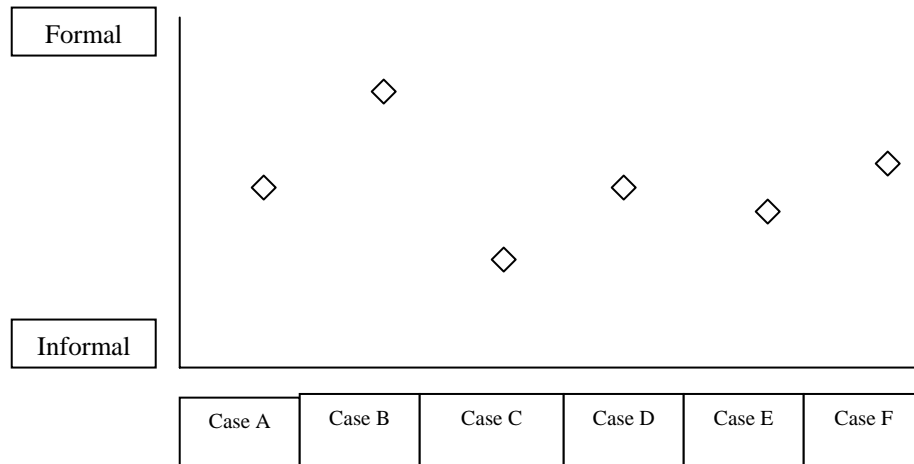 Formal
Informal
Case A
Case B
Case C
Case D
Case E
Case F